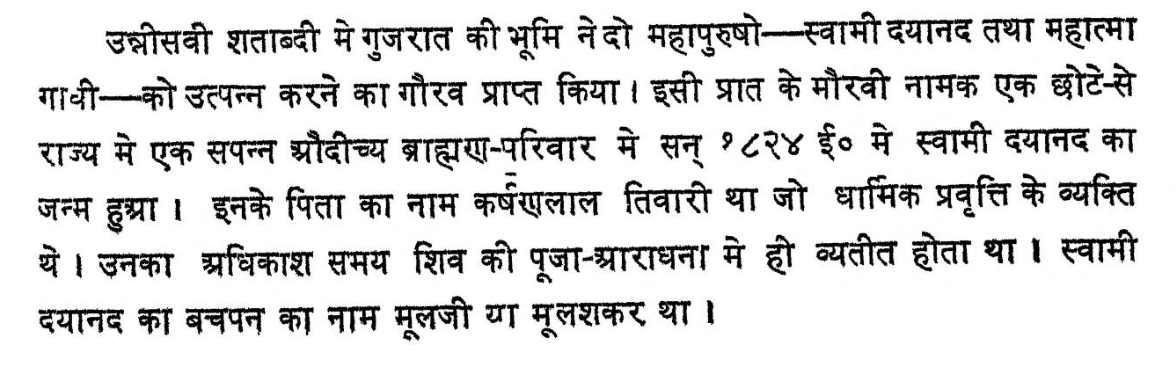 उन्नीसवी शताब्दी मे गुजरात की भूमि ने दो महापुरुषो—स्वामी दयानद तथा महात्मा
गाधी—को उत्पन्न करने का गौरव प्राप्त किया। इसी प्रात के मौरवी नामक एक छोटे-से
राज्य मे एक सपन्न औदीच्य ब्राह्मण-परिवार मे सन् १८२४ ई० मे स्वामी दयानद का
जन्म हुआ। इनके पिता का नाम कर्षणलाल तिवारी था जो धार्मिक प्रवृत्ति के व्यक्ति
थे। उनका अधिकाश समय शिव की पूजा-आराधना मे ही व्यतीत होता था। स्वामी
दयानद का बचपन का नाम मूलजी या मूलशकर था।